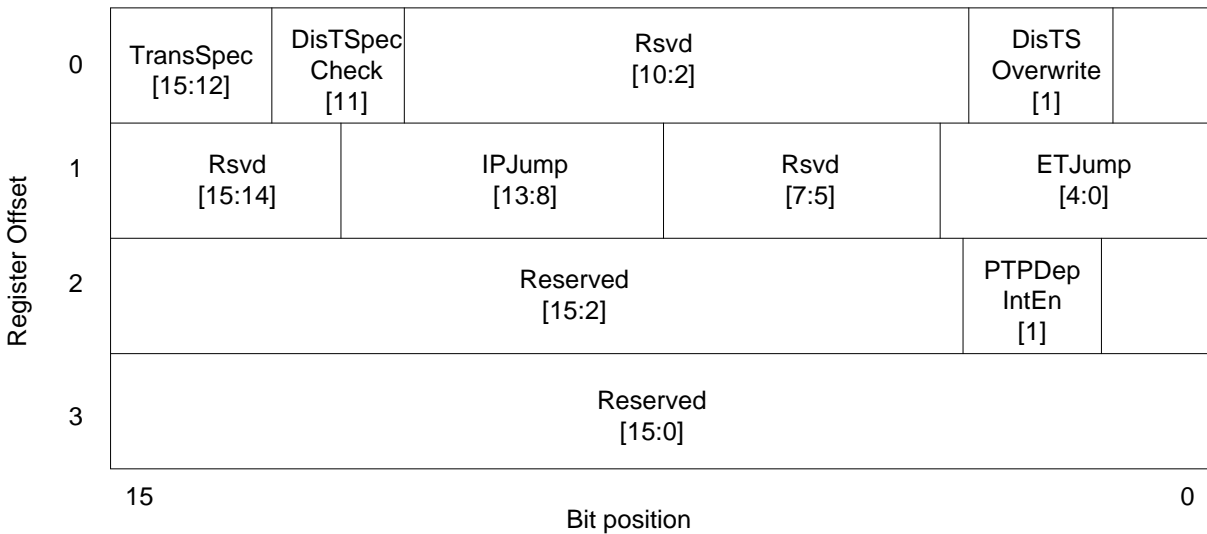 0
TransSpec
[15:12]
DisTSpec
Check
[11]
Rsvd
[10:2]
DisTS
Overwrite
[1]
1
Rsvd
[15:14]
IPJump
[13:8]
Rsvd
[7:5]
ETJump
[4:0]
Register Offset
2
Reserved
[15:2]
PTPDep
IntEn
[1]
3
Reserved
[15:0]
15
0
Bit position